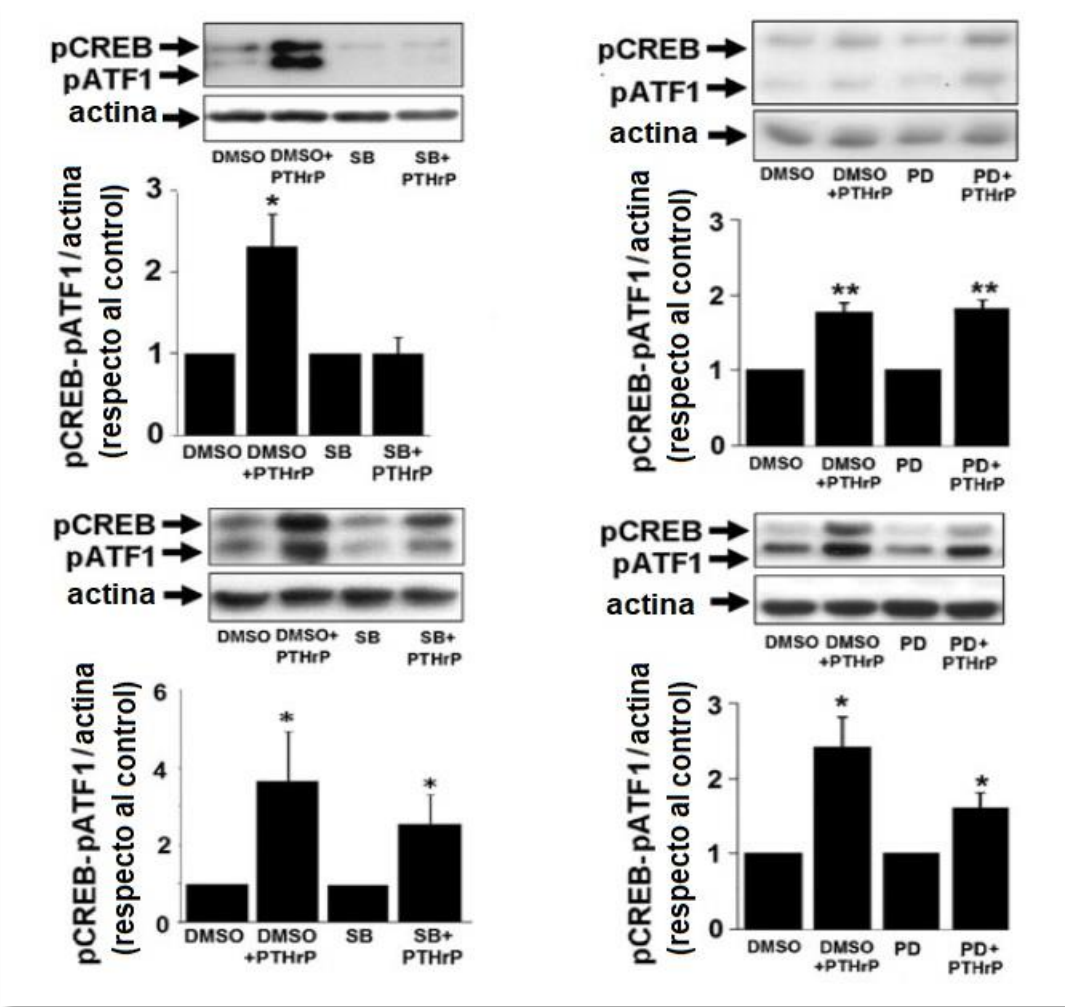 pCREB
pATF1
actina
DMSO DMSO+ SB SB+
PTHrP PTHrP
pCREB-pATF1/actina
(respecto al control)
3
*
2
1
0
DMSO DMSO SB SB+
+PTHrP PTHrP
pCREB
pATF1
actina
DMSO DMSO PD PD+
+PTHrP PTHrP
pCREB-pATF1/actina
(respecto al control)
3
** **
2
1
0
DMSO DMSO PD PD+
+PTHrP PTHrP
pCREB
pATF1
actina
DMSO DMSO+ SB SB+
PTHrP PTHrP
pCREB-pATF1/actina
(respecto al control)
6
*
4
*
2
0
DMSO DMSO SB SB+
+PTHrP PTHrP
pCREB
pATF1
actina
DMSO DMSO PD PD+
+PTHrP PTHrP
pCREB-pATF1/actina
(respecto al control)
3
*
2
*
1
0
DMSO DMSO PD PD+
+PTHrP PTHrP